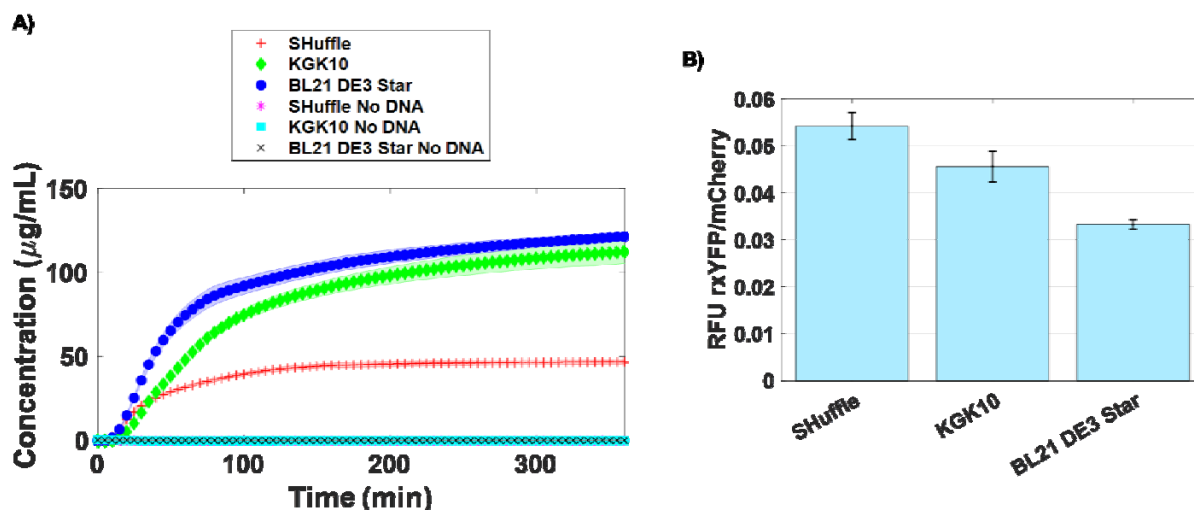 A)
SHuffle
KGK10
BL21 DE3 Star
SHuffle No DNA
KGK10 No DNA
BL21 DE3 Star No DNA
Concentration (μg/mL)
150
100
50
0
0 100 200 300
Time (min)
B)
RFU rxYFP/mCherry
0.06
0.05
0.04
0.03
0.02
0.01
0
SHuffle
KGK10
BL21 DE3 Star